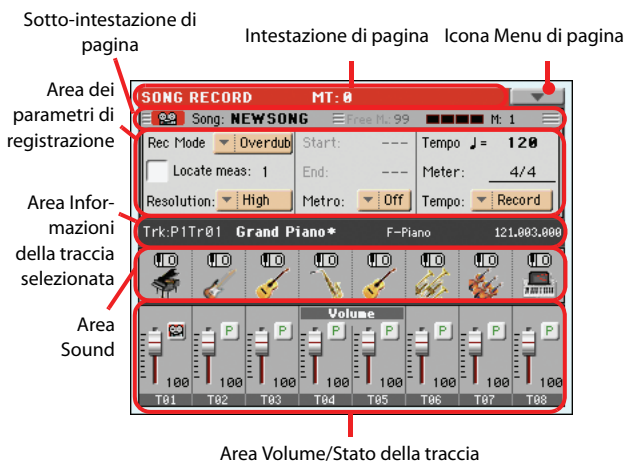 Sotto-intestazione di
pagina
Intestazione di pagina
Icona Menu di pagina
Area dei
parametri di
registrazione
Area Infor-
mazioni
della traccia
selezionata
Area
Sound
SONG RECORD MT: 0
Song: NEWSONG Free M.: 99 M: 1
Rec Mode Overdub Start: --- Tempo ♩= 120
Locate meas: 1 End: --- Meter: 4/4
Resolution: High Metro: Off Tempo: Record
Trk:P1Tr01 Grand Piano* F-Piano 121.003.000
Volume
P P P P P P P
100 100 100 100 100 100 100 100
T01 T02 T03 T04 T05 T06 T07 T08
Area Volume/Stato della traccia